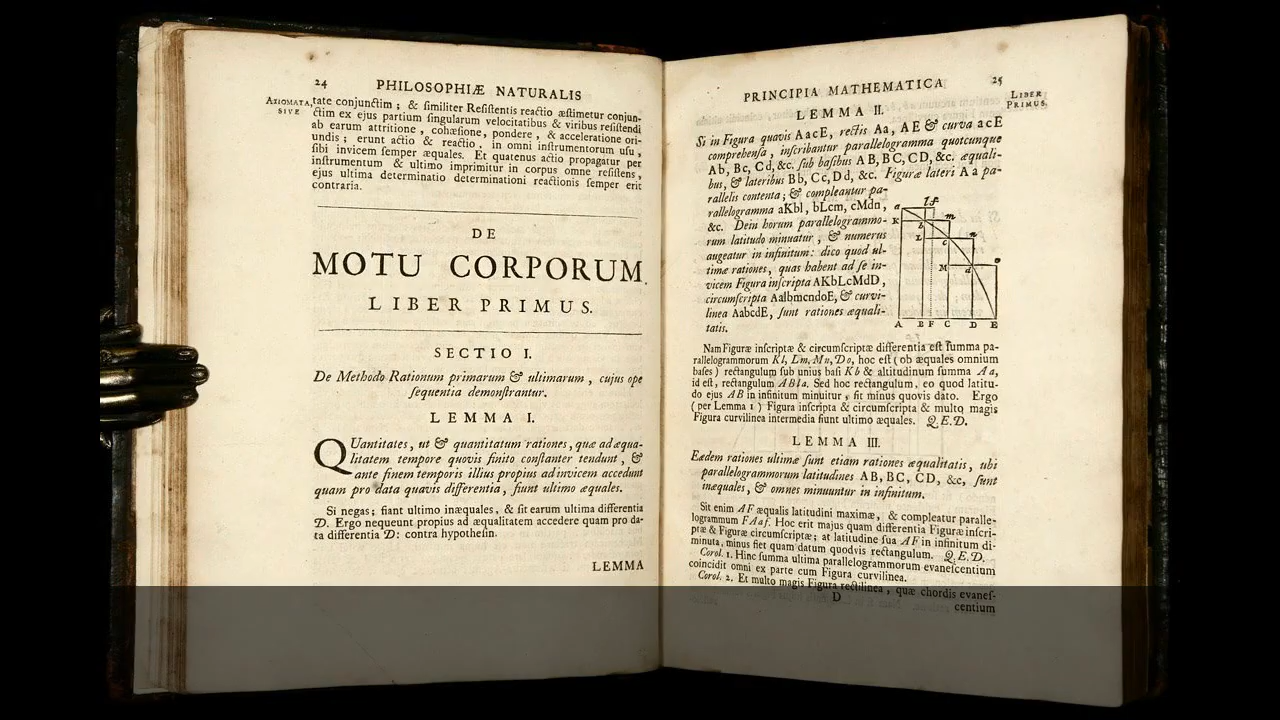 24
PHILOSOPHIÆ NATURALIS
AXIOMATA,
SIVE
tate conjunctim; & similiter Resistentis reactio æstimetur conjun-
ctim ex ejus partium singularum velocitatibus & viribus resistendi
ab earum attritione, cohæsione, pondere, & acceleratione ori-
undis; erunt actio & reactio, in omni instrumentorum usu,
sibi invicem semper æquales. Et quatenus actio propagatur per
instrumentum & ultimo imprimitur in corpus omne resistens,
ejus ultima determinatio determinationi reactionis semper erit
contraria.
DE
MOTU CORPORUM.
LIBER PRIMUS.
SECTIO I.
De Methodo Rationum primarum & ultimarum, cujus ope
sequentia demonstrantur.
LEMMA I.
QUantitates, ut & quantitatum rationes, quæ ad æqua-
litatem tempore quovis finito constanter tendunt, &
ante finem temporis illius propius ad invicem accedunt
quam pro data quavis differentia, fiunt ultimo æquales.
Si negas; fiant ultimo inæquales, & sit earum ultima differentia
D. Ergo nequeunt propius ad æqualitatem accedere quam pro da-
ta differentia D: contra hypothesin.
LEMMA
PRINCIPIA MATHEMATICA
25
LIBER
PRIMUS.
LEMMA II.
Si in Figura quavis AacE, rectis Aa, AE & curva acE
comprehensa, inscribantur parallelogramma quotcunque
Ab, Bc, Cd, &c. sub basibus AB, BC, CD, &c. æquali-
bus, & lateribus Bb, Cc, Dd, &c. Figuræ lateri Aa pa-
rallelis contenta; & compleantur pa-
rallelogramma aKbl, bLcm, cMdn,
&c. Dein horum parallelogrammo-
rum latitudo minuatur, & numerus
augeatur in infinitum: dico quod ul-
timæ rationes, quas habent ad se in-
vicem Figura inscripta AKbLcMdD,
circumscripta AalbmcndoE, & curvi-
linea AabcdE, sunt rationes æquali-
tatis.
a l f
K b m
L c n
M d o
A B F C D E
Nam Figuræ inscriptæ & circumscriptæ differentia est summa pa-
rallelogrammorum Kl, Lm, Mn, Do, hoc est (ob æquales omnium
bases) rectangulum sub unius basi Kb & altitudinum summa Aa,
id est, rectangulum ABla. Sed hoc rectangulum, eo quod latitu-
do ejus AB in infinitum minuitur, fit minus quovis dato. Ergo
(per Lemma I) Figura inscripta & circumscripta & multo magis
Figura curvilinea intermedia fiunt ultimo æquales. Q.E.D.
LEMMA III.
Eædem rationes ultimæ sunt etiam rationes æqualitatis, ubi
parallelogrammorum latitudines AB, BC, CD, &c, sunt
inæquales, & omnes minuuntur in infinitum.
Sit enim AF æqualis latitudini maximæ, & compleatur paralle-
logrammum FAaf. Hoc erit majus quam differentia Figuræ inscri-
ptæ & Figuræ circumscriptæ; at latitudine sua AF in infinitum di-
minuta, minus fiet quam datum quodvis rectangulum. Q.E.D.
Corol. 1. Hinc summa ultima parallelogrammorum evanescentium
coincidit omni ex parte cum Figura curvilinea.
Corol. 2. Et multo magis Figura rectilinea, quæ chordis evanes-
D
centium